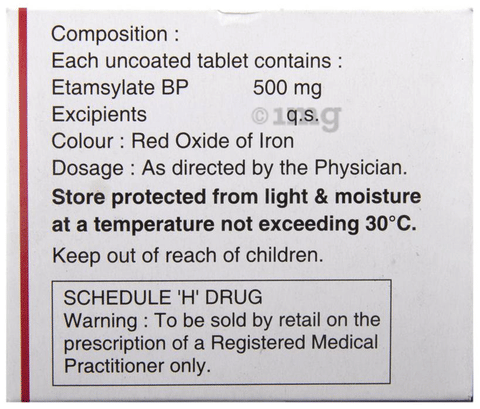 Composition :
Each uncoated tablet contains :
Etamsylate BP 500 mg
Excipients q.s.
©1mg
Colour : Red Oxide of Iron
Dosage : As directed by the Physician.
Store protected from light & moisture
at a temperature not exceeding 30°C.
Keep out of reach of children.
SCHEDULE 'H' DRUG
Warning : To be sold by retail on the
prescription of a Registered Medical
Practitioner only.